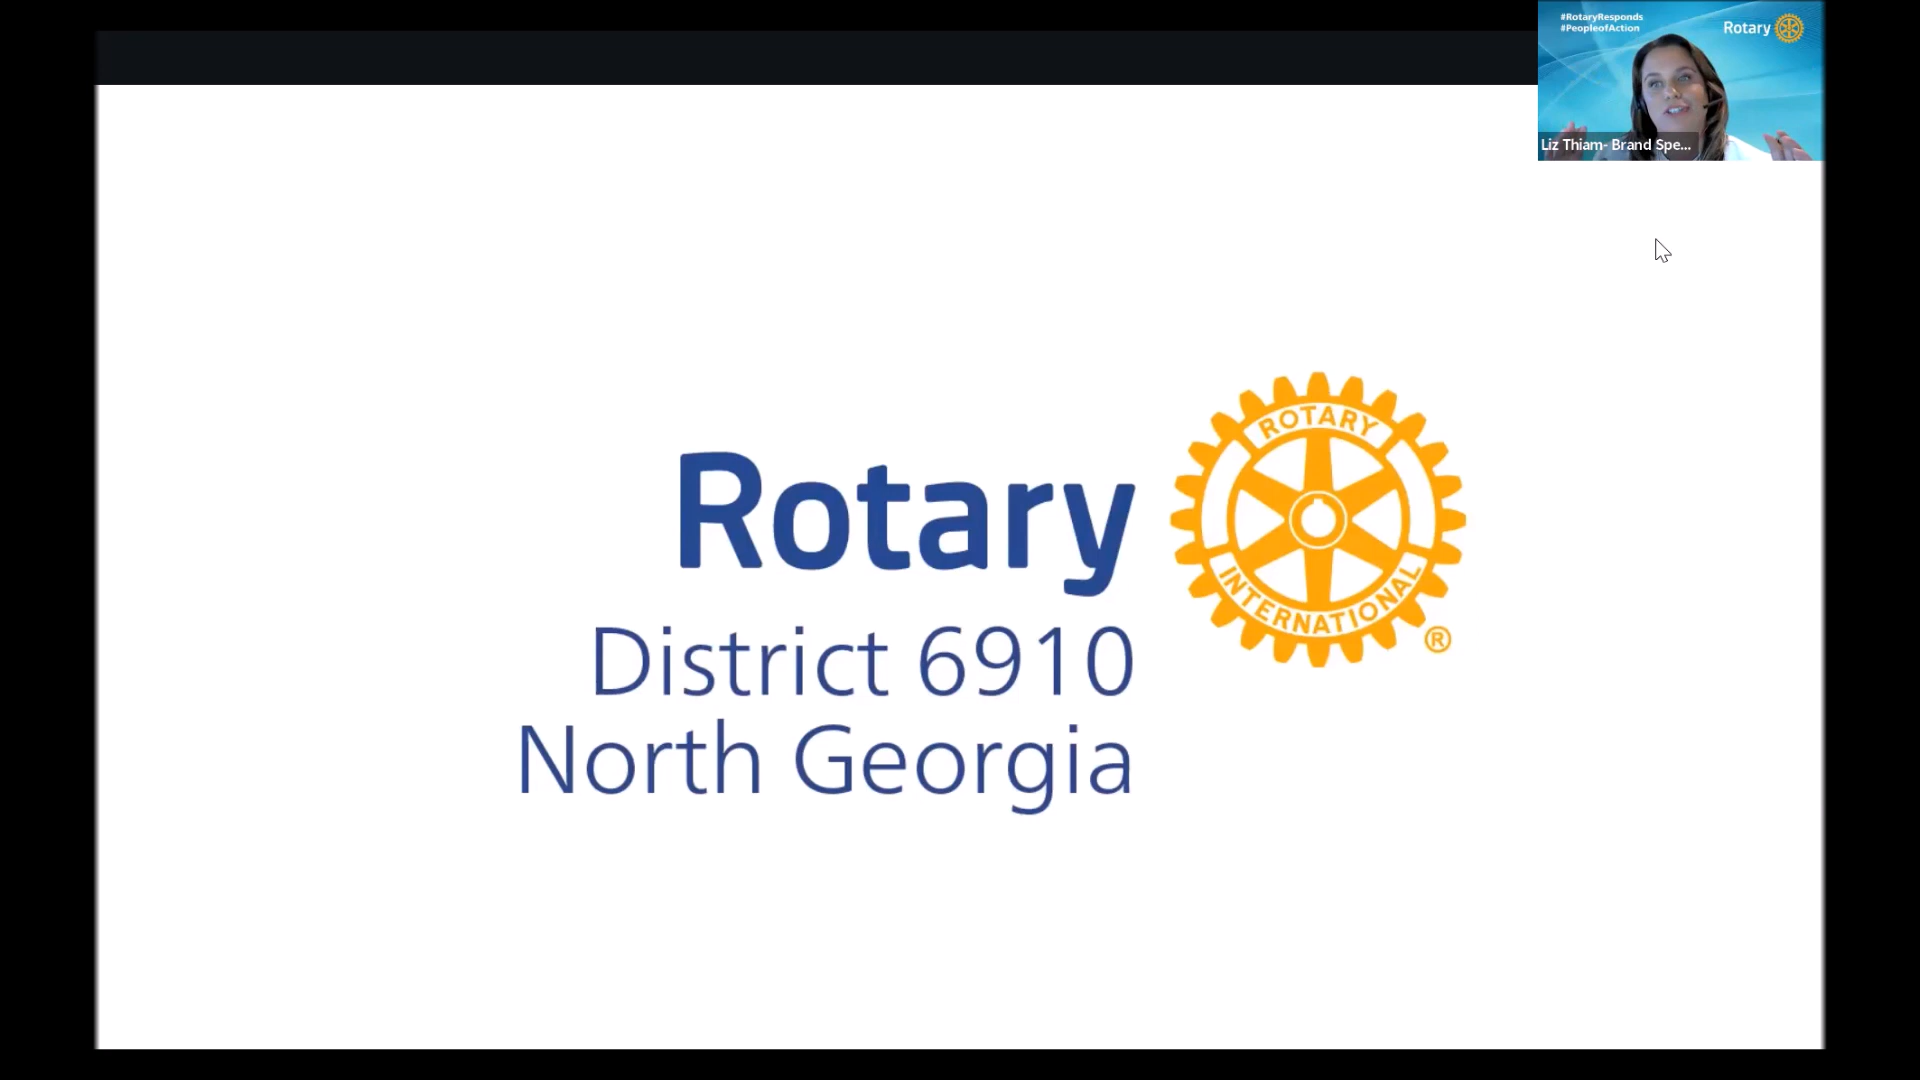 #RotaryResponds
#PeopleofAction
Rotary
Liz Thiam- Brand Spe...
Rotary
District 6910
North Georgia
ROTARY
INTERNATIONAL
®